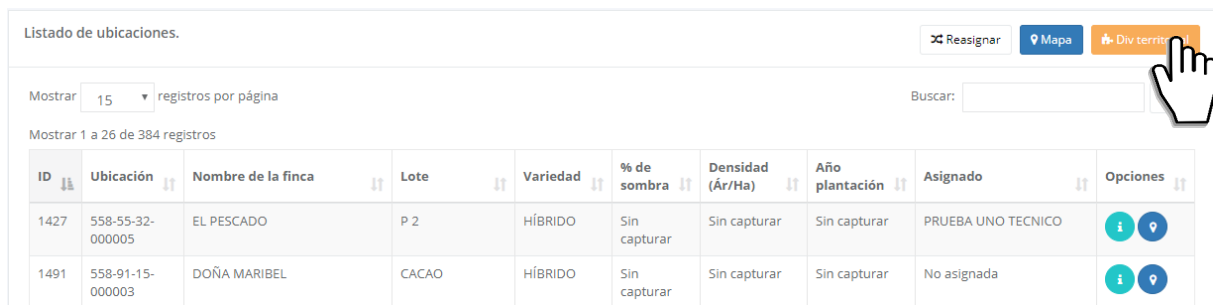 Listado de ubicaciones.
Reasignar Mapa Div territorial
Mostrar 15 registros por página
Buscar:
Mostrar 1 a 26 de 384 registros
ID Ubicación Nombre de la finca Lote Variedad % de sombra Densidad (Ár/Ha) Año plantación Asignado Opciones
1427 558-55-32-000005 EL PESCADO P 2 HÍBRIDO Sin capturar Sin capturar Sin capturar PRUEBA UNO TECNICO
1491 558-91-15-000003 DOÑA MARIBEL CACAO HÍBRIDO Sin capturar Sin capturar Sin capturar No asignada